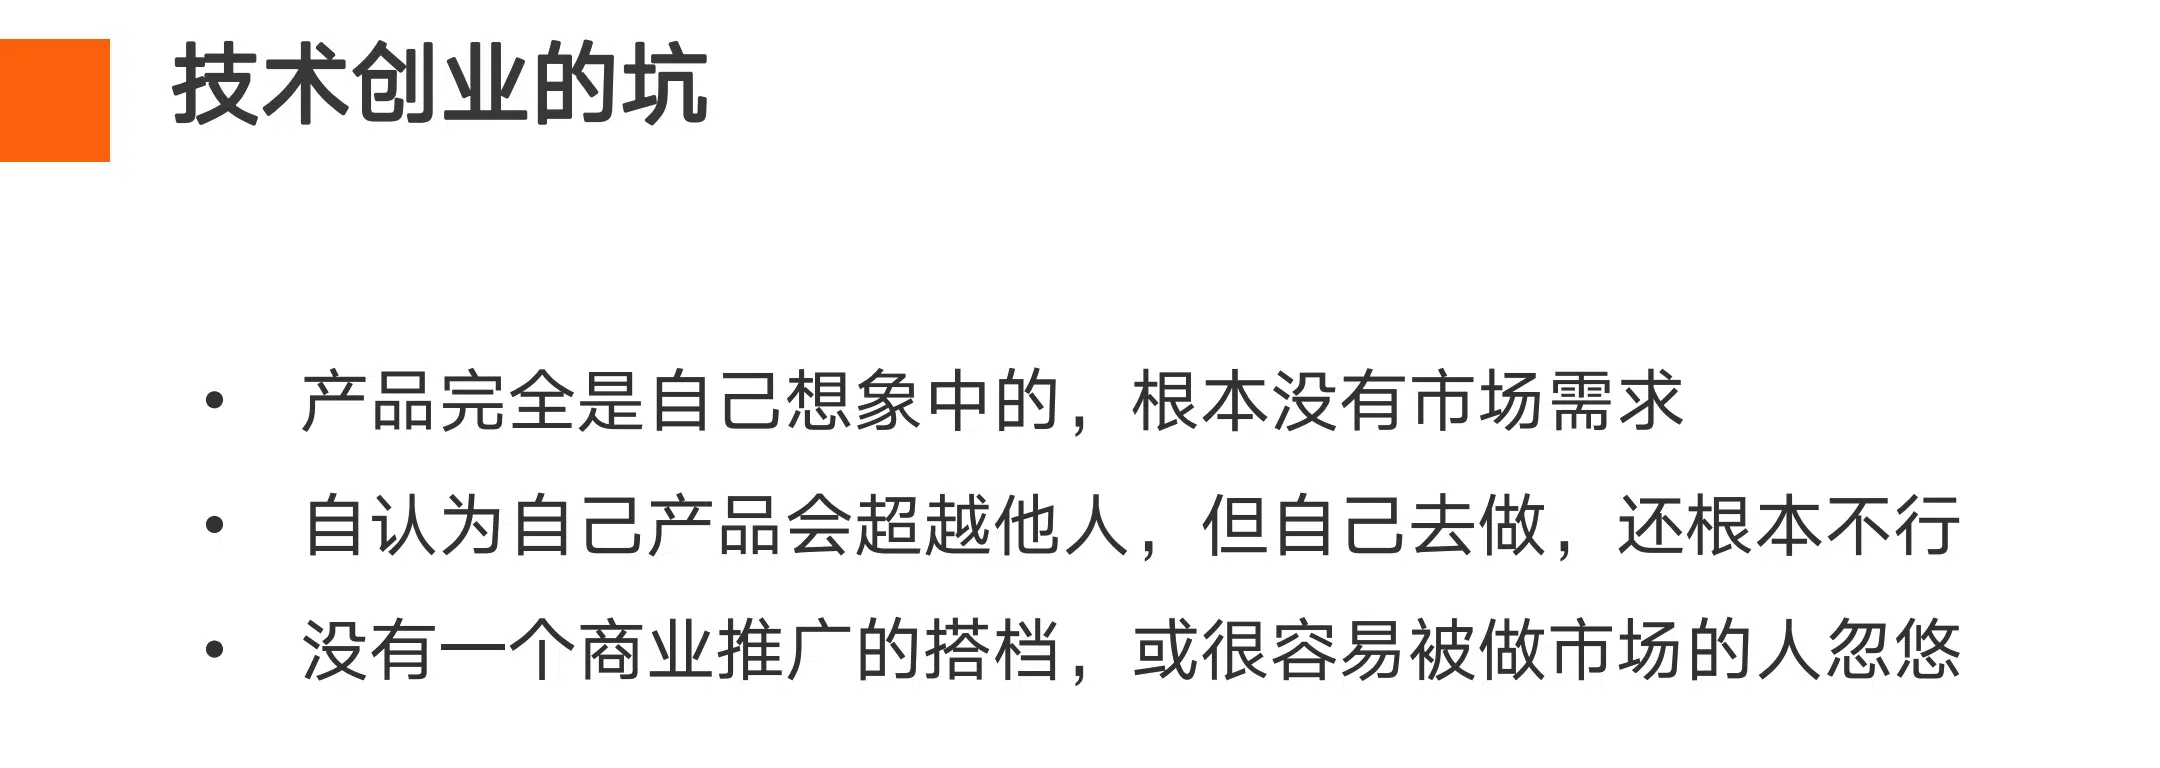 技术创业的坑
• 产品完全是自己想象中的，根本没有市场需求
• 自认为自己产品会超越他人，但自己去做，还根本不行
• 没有一个商业推广的搭档，或很容易被做市场的人忽悠